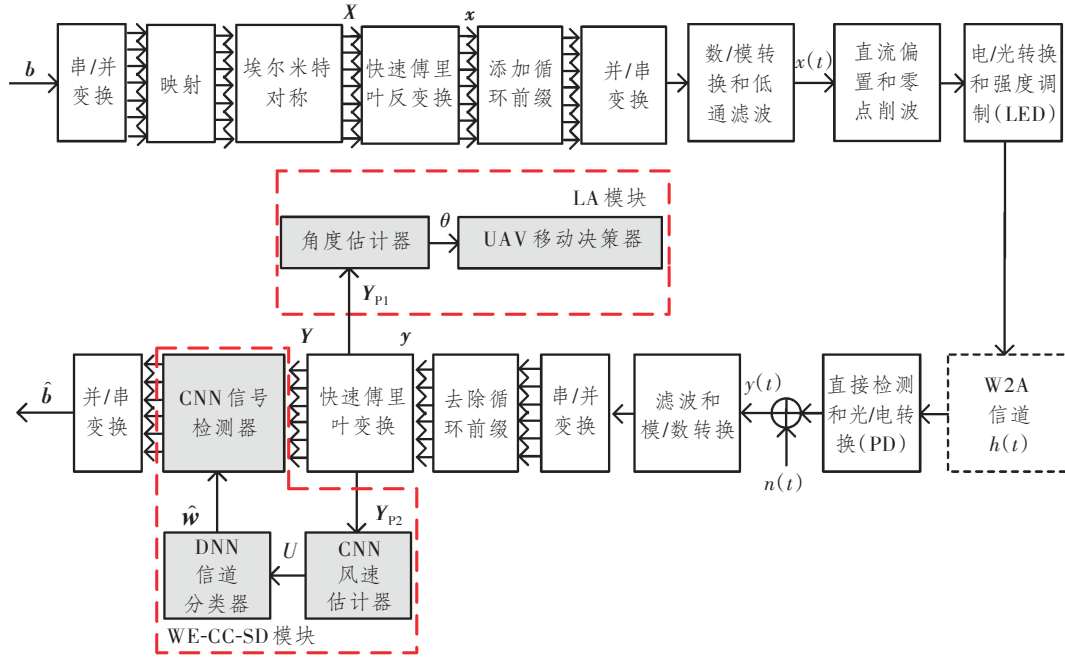 b
串/并
变换
映射
埃尔米特
对称
X
快速傅里
叶反变换
x
添加循
环前缀
并/串
变换
数/模转
换和低
通滤波
x(t)
直流偏
置和零
点削波
电/光转换
和强度调
制(LED)
LA模块
角度估计器
θ
UAV移动决策器
Y_P1
b̂
并/串
变换
CNN信号
检测器
Y
快速傅里
叶变换
y
去除循
环前缀
串/并
变换
滤波和
模/数转换
y(t)
n(t)
直接检测
和光/电转
换(PD)
W2A
信道
h(t)
ŵ
Y_P2
DNN
信道
分类器
U
CNN
风速
估计器
WE-CC-SD模块